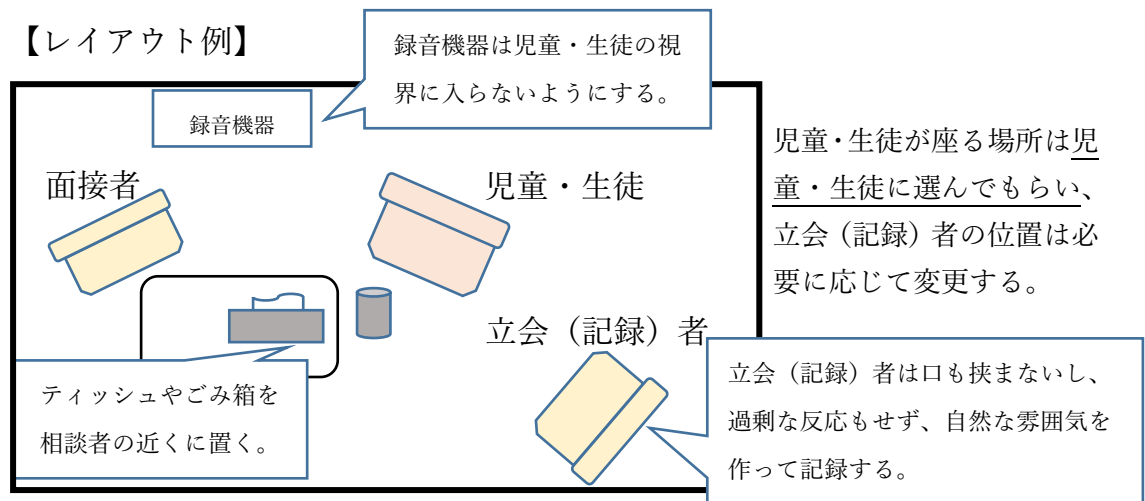 【レイアウト例】
録音機器は児童・生徒の視
界に入らないようにする。
録音機器
児童・生徒が座る場所は児
童・生徒に選んでもらい、
立会（記録）者の位置は必
要に応じて変更する。
面接者
児童・生徒
立会（記録）者
ティッシュやごみ箱を
相談者の近くに置く。
立会（記録）者は口も挟まないし、
過剰な反応もせず、自然な雰囲気を
作って記録する。